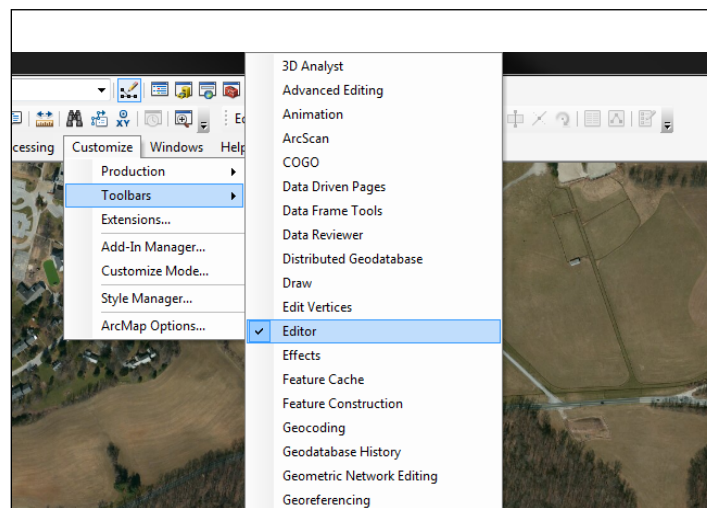 3D Analyst
Advanced Editing
Animation
ArcScan
COGO
Data Driven Pages
Data Frame Tools
Data Reviewer
Distributed Geodatabase
Draw
Edit Vertices
Editor
Effects
Feature Cache
Feature Construction
Geocoding
Geodatabase History
Geometric Network Editing
Georeferencing
XY
cessing Customize Windows Help
Production
Toolbars
Extensions...
Add-In Manager...
Customize Mode...
Style Manager...
ArcMap Options...